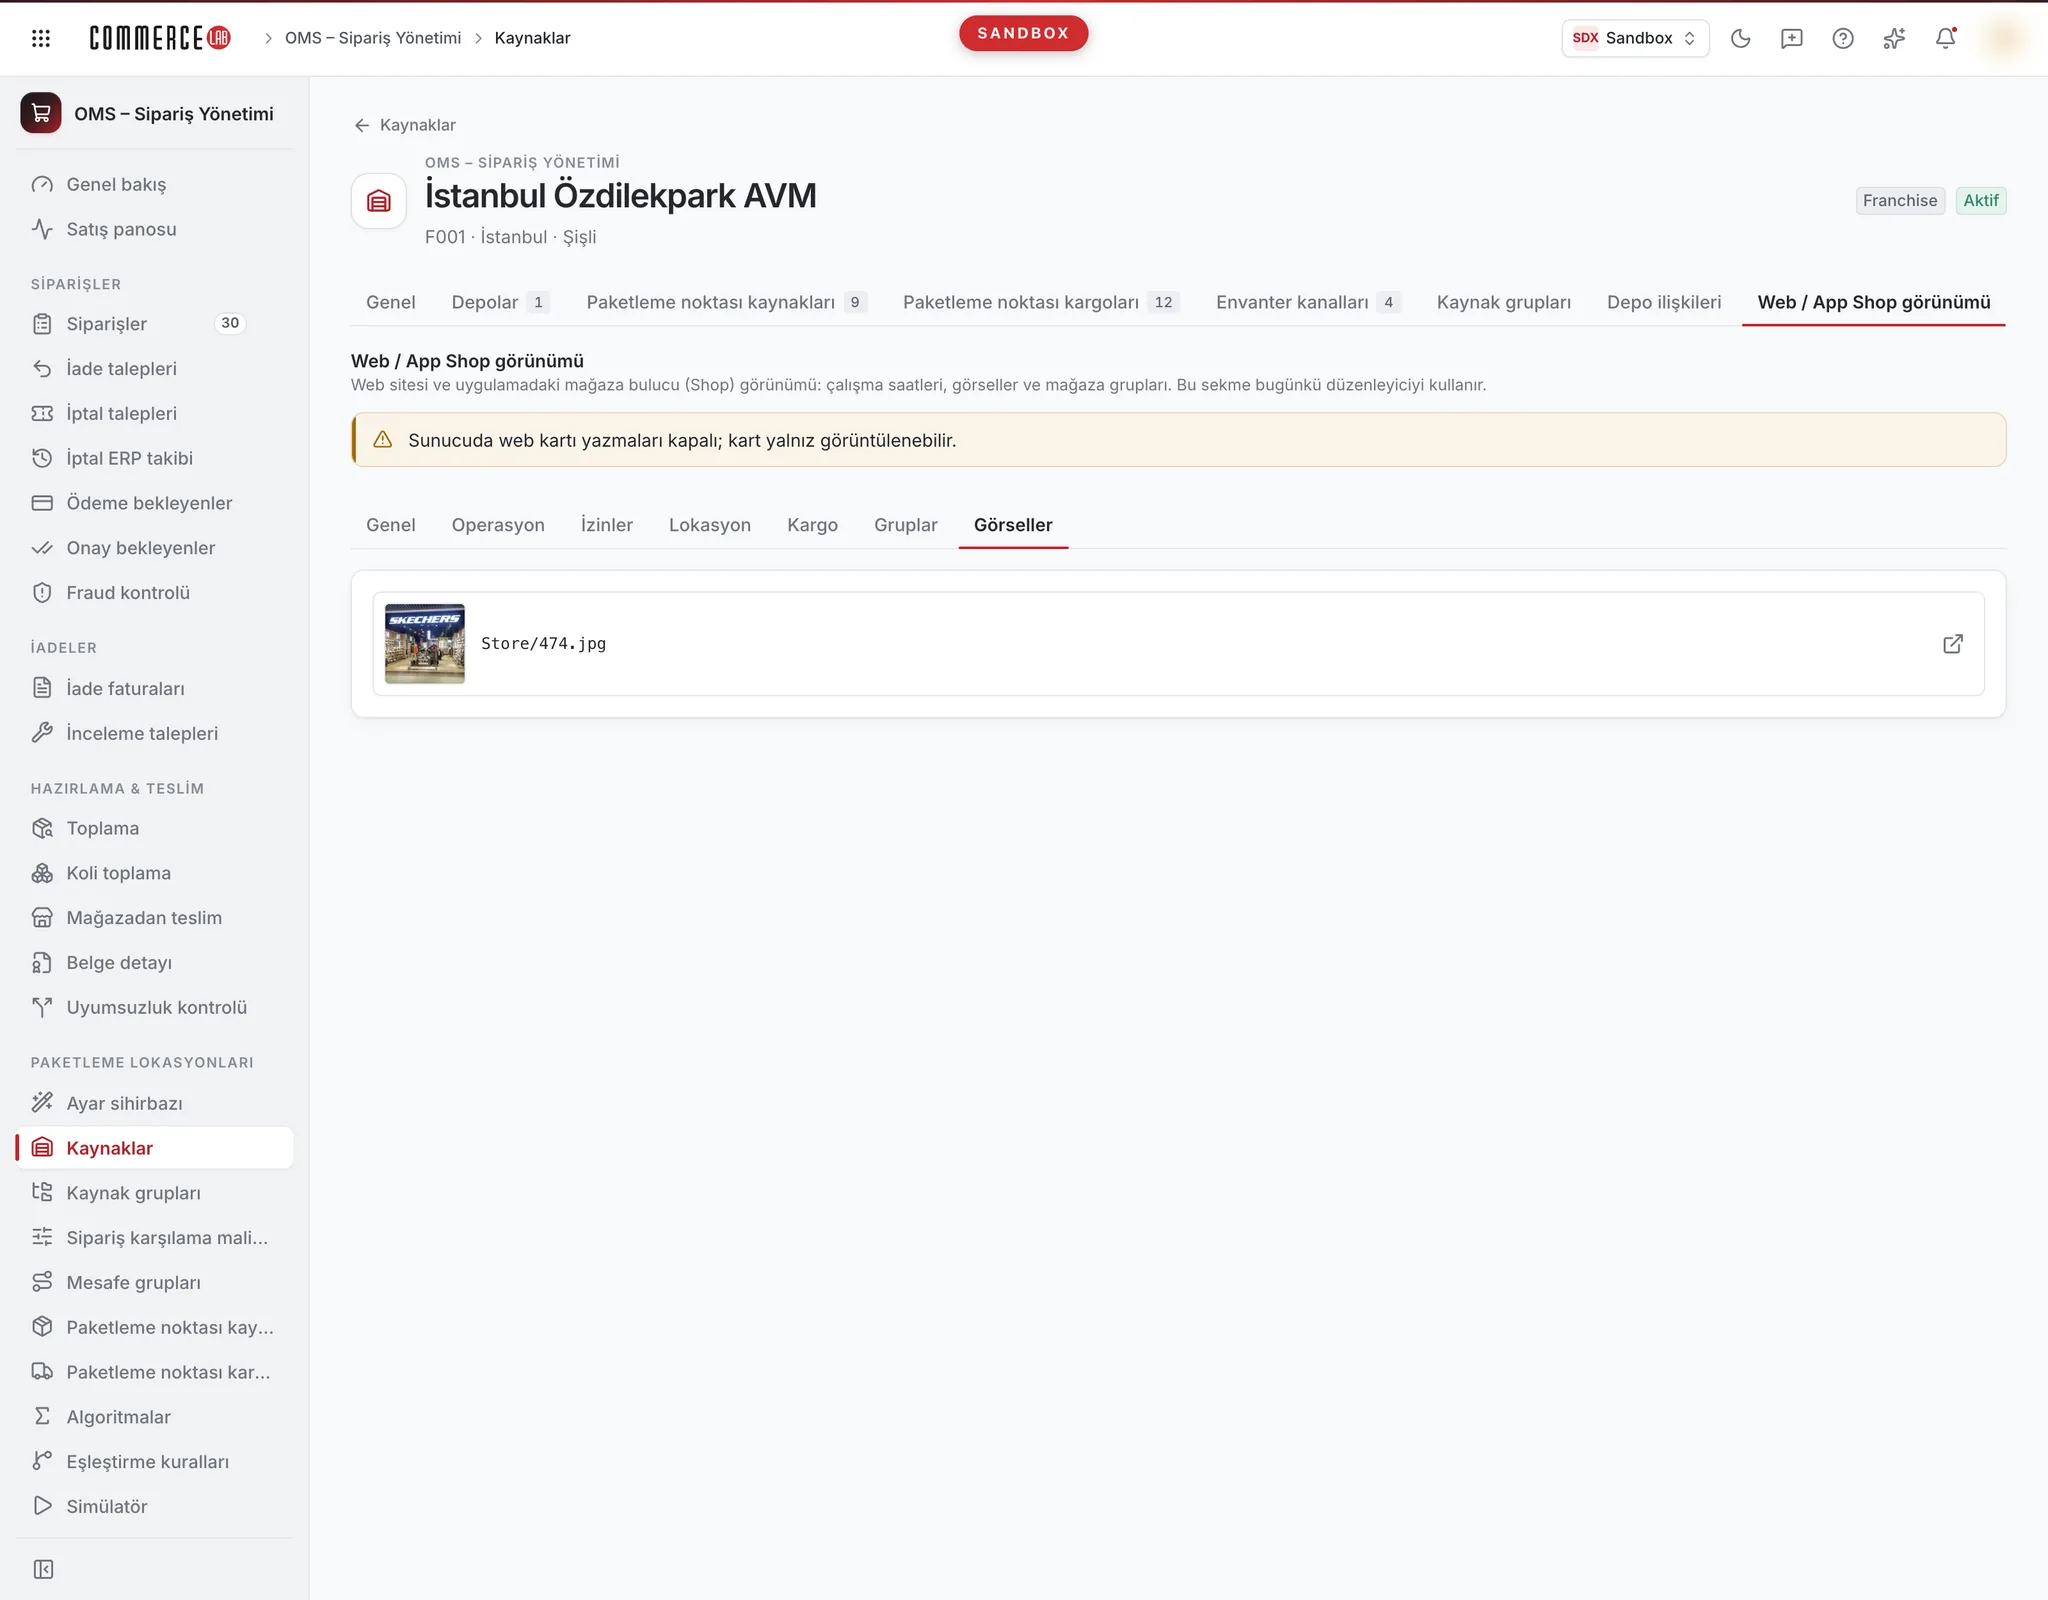 COMMERCE LAB
OMS – Sipariş Yönetimi
Kaynaklar
SANDBOX
SDX Sandbox
OMS – Sipariş Yönetimi
Genel bakış
Satış panosu
SİPARİŞLER
Siparişler 30
İade talepleri
İptal talepleri
İptal ERP takibi
Ödeme bekleyenler
Onay bekleyenler
Fraud kontrolü
İADELER
İade faturaları
İnceleme talepleri
HAZIRLAMA & TESLİM
Toplama
Koli toplama
Mağazadan teslim
Belge detayı
Uyumsuzluk kontrolü
PAKETLEME LOKASYONLARI
Ayar sihirbazı
Kaynaklar
Kaynak grupları
Sipariş karşılama mali...
Mesafe grupları
Paketleme noktası kay...
Paketleme noktası kar...
Algoritmalar
Eşleştirme kuralları
Simülatör
Kaynaklar
OMS – SİPARİŞ YÖNETİMİ
İstanbul Özdilekpark AVM
F001 · İstanbul · Şişli
Franchise Aktif
Genel Depolar 1 Paketleme noktası kaynakları 9 Paketleme noktası kargoları 12 Envanter kanalları 4 Kaynak grupları Depo ilişkileri Web / App Shop görünümü
Web / App Shop görünümü
Web sitesi ve uygulamadaki mağaza bulucu (Shop) görünümü: çalışma saatleri, görseller ve mağaza grupları. Bu sekme bugünkü düzenleyiciyi kullanır.
Sunucuda web kartı yazmaları kapalı; kart yalnız görüntülenebilir.
Genel Operasyon İzinler Lokasyon Kargo Gruplar Görseller
SKECHERS
Store/474.jpg